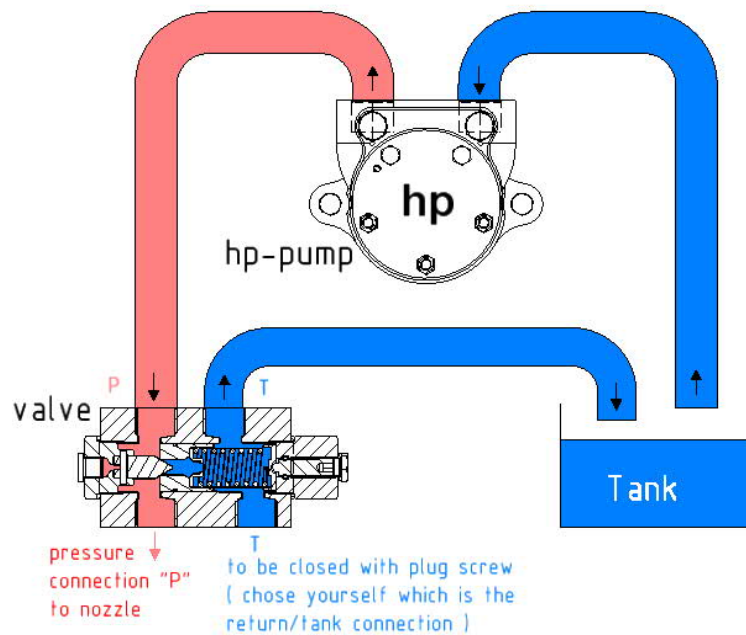 hp
hp-pump
P
T
valve
Tank
pressure
connection "P"
to nozzle
T
to be closed with plug screw
( chose yourself which is the
return/tank connection )